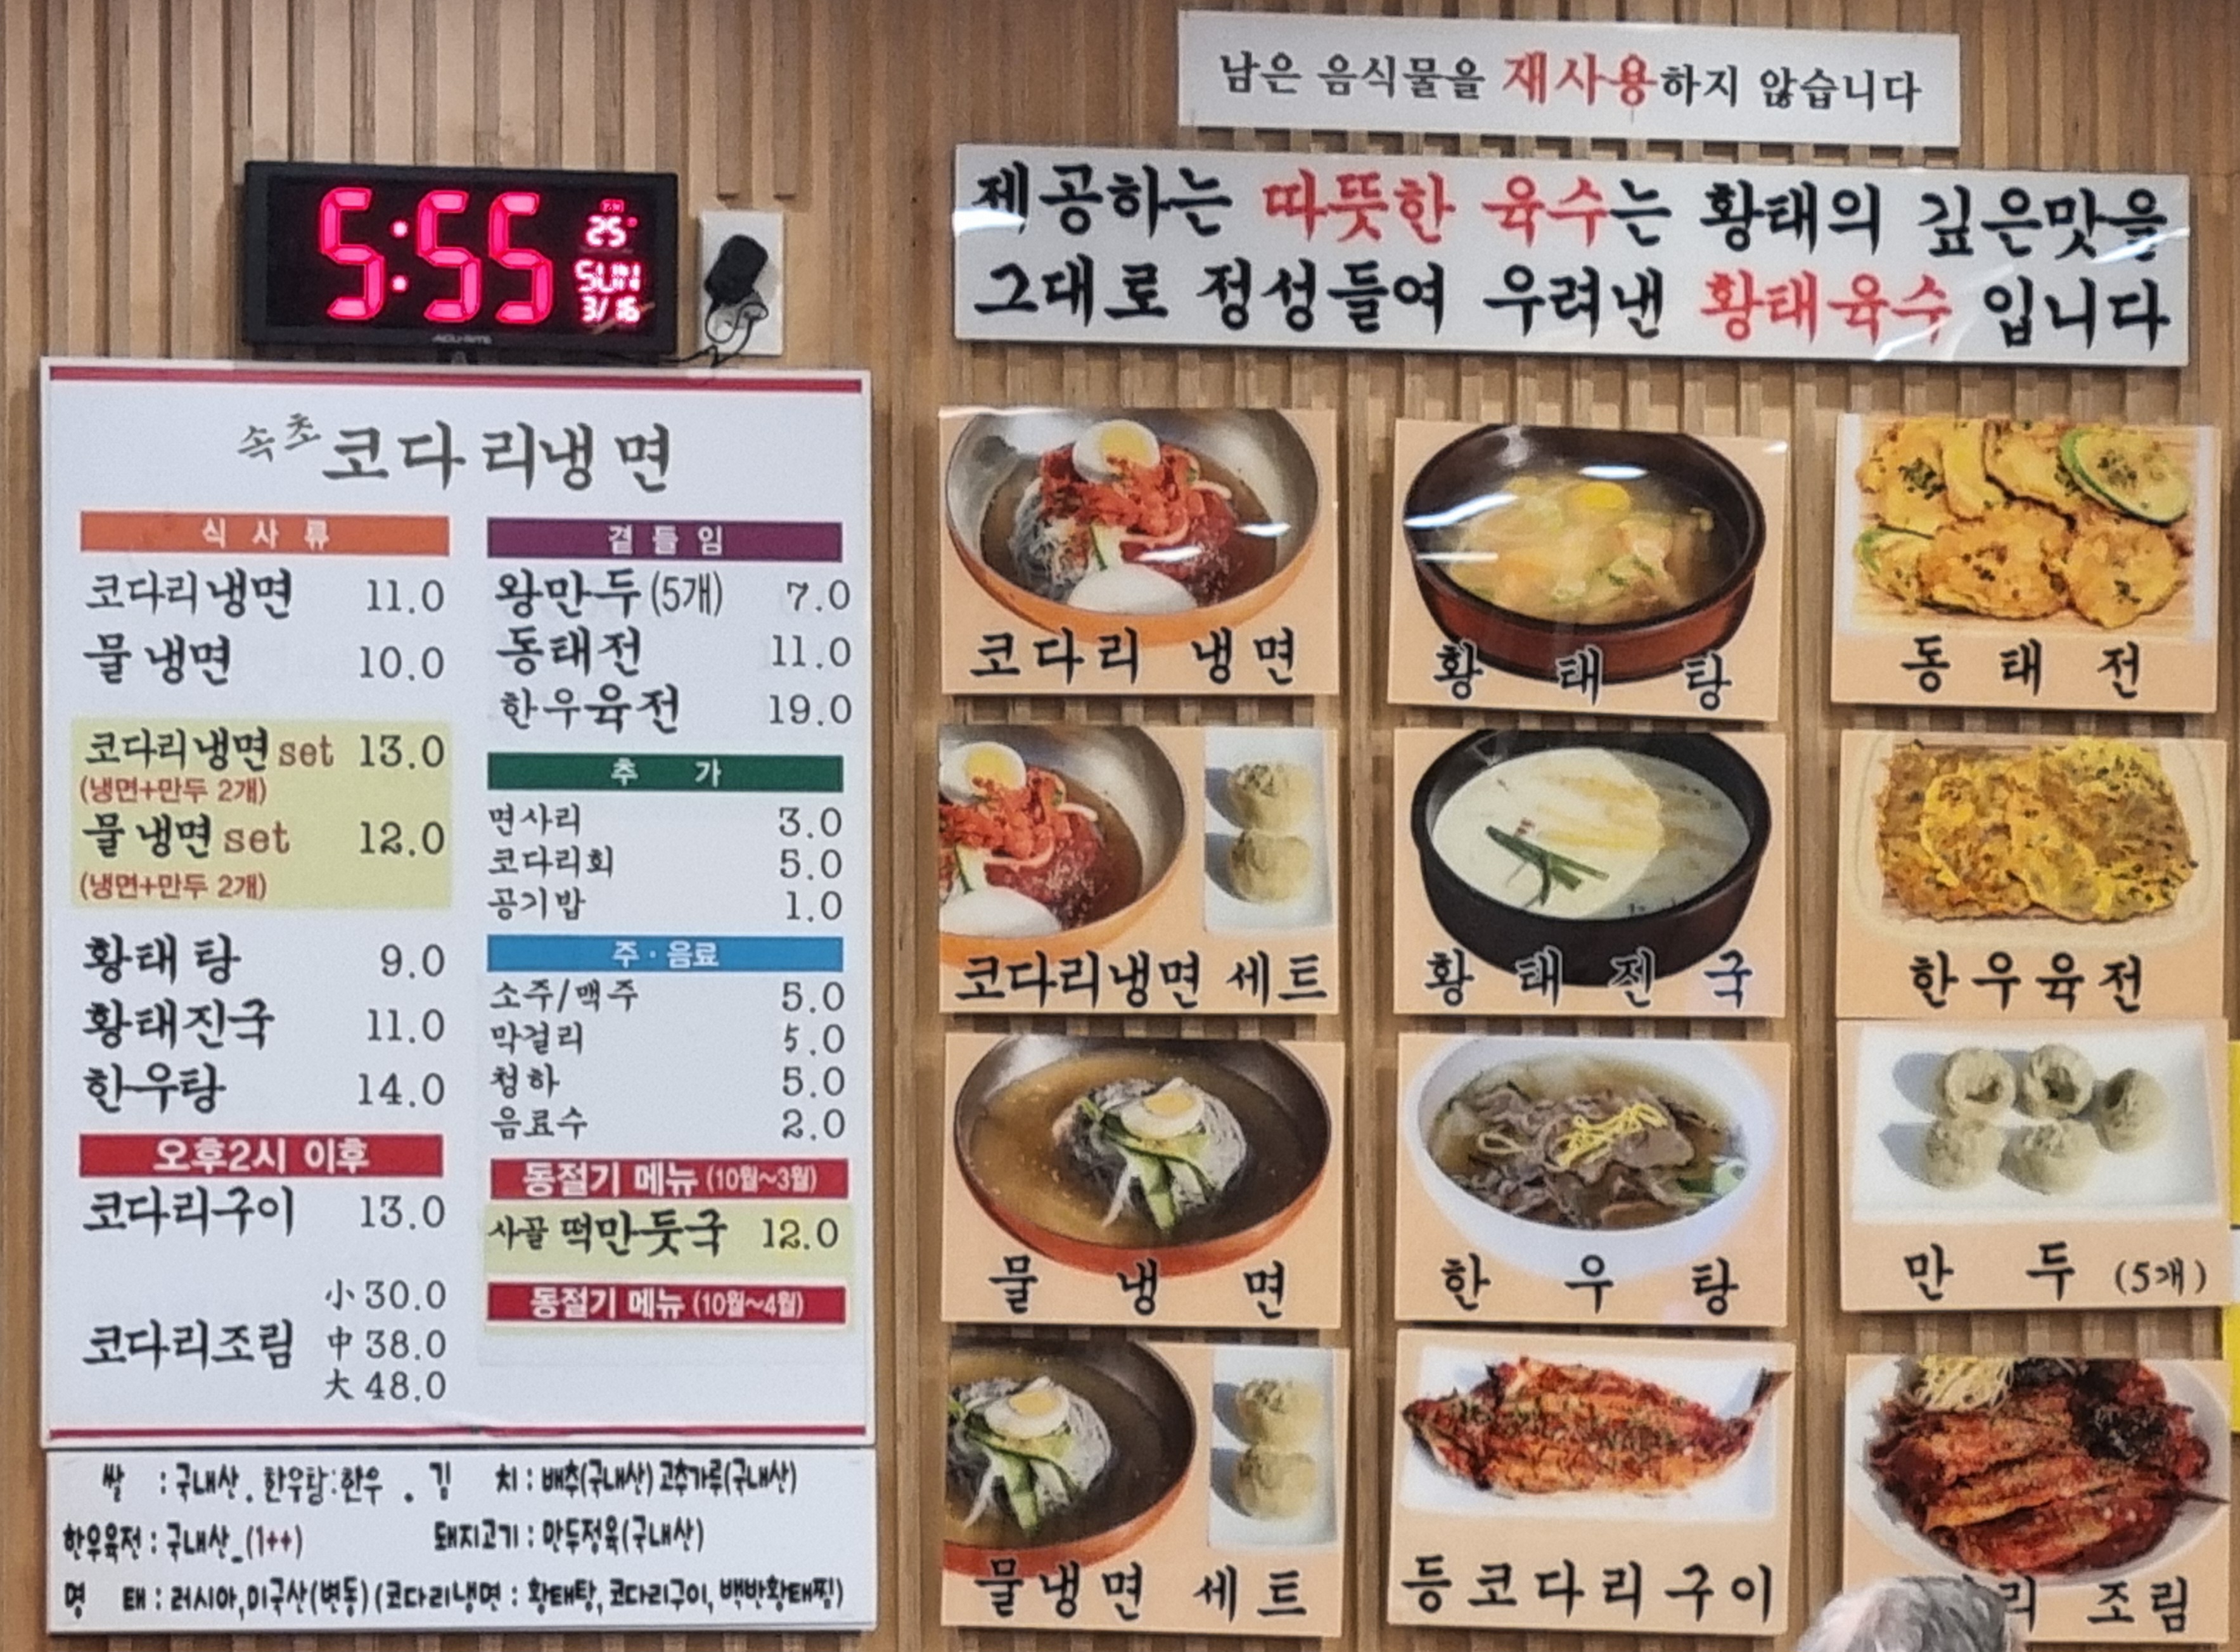 남은 음식물을 재사용하지 않습니다
제공하는 따뜻한 육수는 황태의 깊은맛을
그대로 정성들여 우려낸 황태육수 입니다
5:55
25°
SUN
3/16
속초 코다리냉면
식사류
코다리냉면 11.0
물냉면 10.0
코다리냉면 set 13.0
(냉면+만두 2개)
물냉면 set 12.0
(냉면+만두 2개)
황태탕 9.0
황태진국 11.0
한우탕 14.0
오후2시 이후
코다리구이 13.0
小 30.0
코다리조림 中 38.0
大 48.0
곁들임
왕만두(5개) 7.0
동태전 11.0
한우육전 19.0
추 가
면사리 3.0
코다리회 5.0
공기밥 1.0
주·음료
소주/맥주 5.0
막걸리 5.0
청하 5.0
음료수 2.0
동절기 메뉴 (10월~3월)
사골 떡만둣국 12.0
동절기 메뉴 (10월~4월)
쌀 : 국내산. 한우탕:한우. 김 치 : 배추(국내산) 고추가루(국내산)
한우육전 : 국내산_(1++) 돼지고기 : 만두정육(국내산)
명 태 : 러시아,미국산(변동) (코다리냉면 : 황태탕, 코다리구이, 백반황태찜)
코다리 냉면
황태탕
동태전
코다리냉면 세트
황태진국
한우육전
물냉면
한우탕
만두 (5개)
물냉면 세트
등코다리구이
리 조림